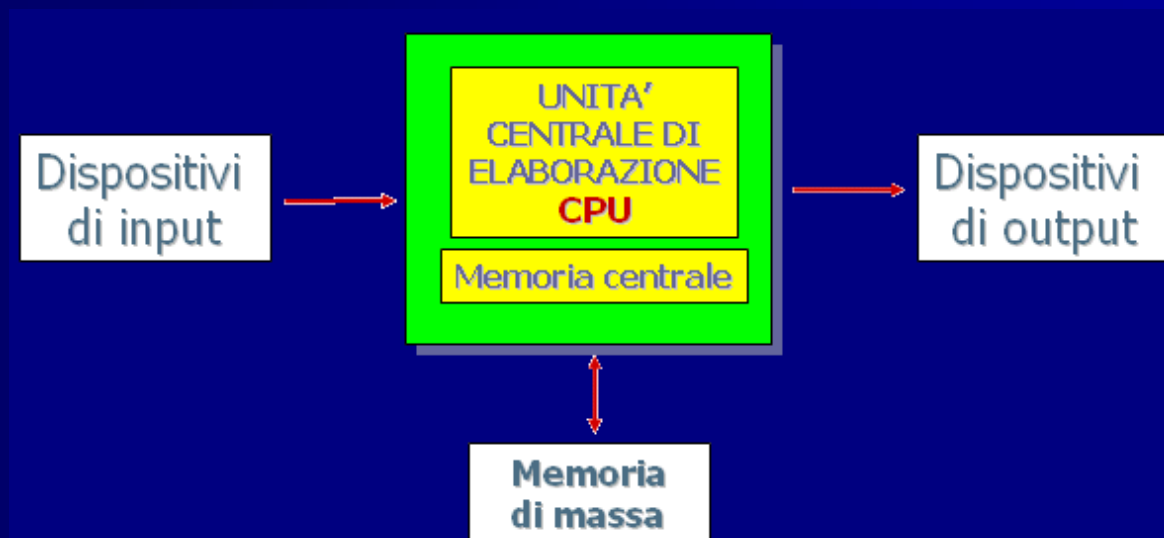 UNITA'
CENTRALE DI
ELABORAZIONE
CPU
Memoria centrale
Dispositivi
di input
Dispositivi
di output
Memoria
di massa